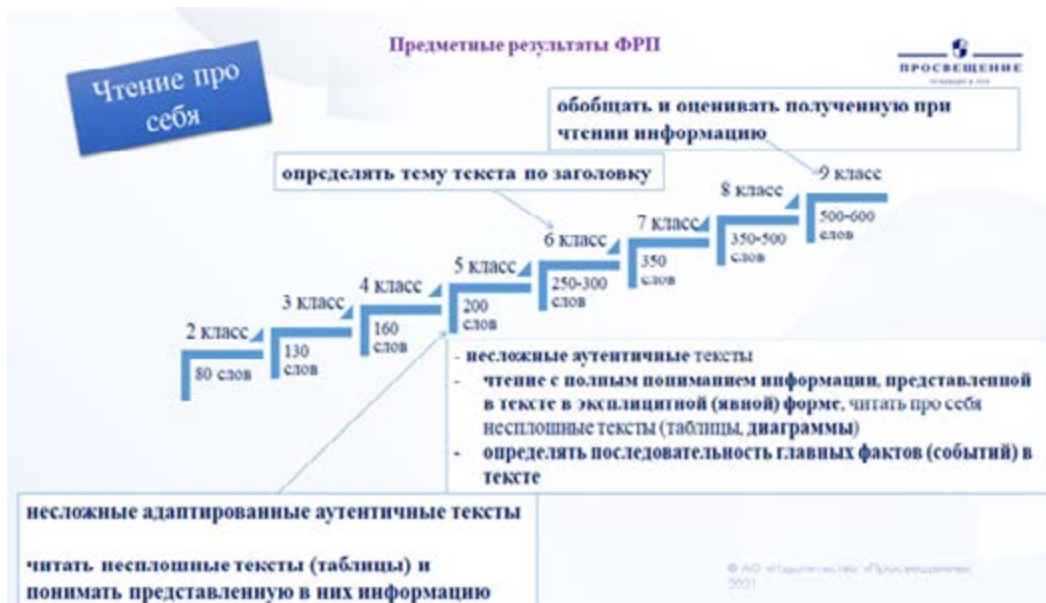 Предметные результаты ФРП
Чтение про
себя
ПРОСВЕЩЕНИЕ
обобщать и оценивать полученную при
чтении информацию
определять тему текста по заголовку
9 класс
500-600
слов
8 класс
350-500
слов
7 класс
350
слов
6 класс
250-300
слов
5 класс
200
слов
4 класс
160
слов
3 класс
130
слов
2 класс
80 слов
- несложные аутентичные тексты
- чтение с полным пониманием информации, представленной
в тексте в эксплицитной (явной) форме, читать про себя
несплошные тексты (таблицы, диаграммы)
- определять последовательность главных фактов (событий) в
тексте
несложные адаптированные аутентичные тексты
читать несплошные тексты (таблицы) и
понимать представленную в них информацию
© АО «Издательство «Просвещение»
2021